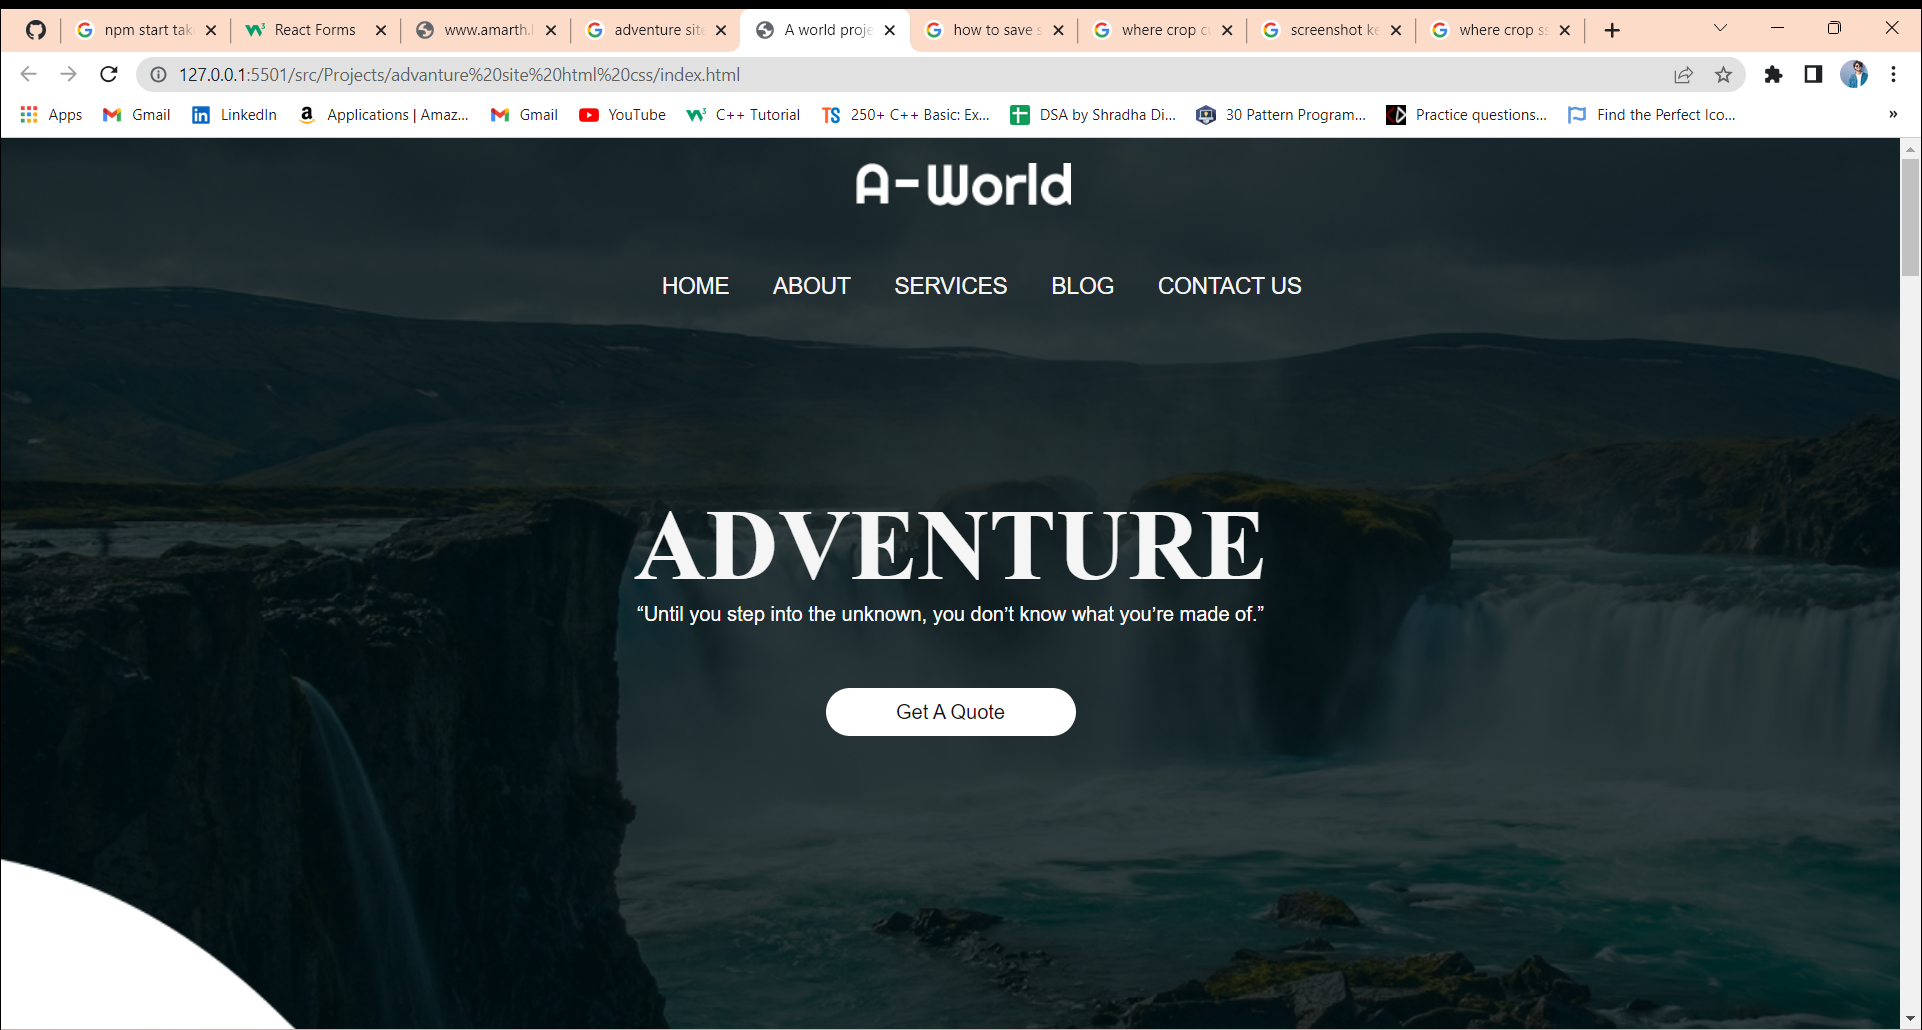 npm start tak
React Forms
www.amarth.
adventure site
A world proje
how to save s
where crop c
screenshot ke
where crop ss
127.0.0.1:5501/src/Projects/advanture%20site%20html%20css/index.html
Apps Gmail LinkedIn Applications | Amaz... Gmail YouTube C++ Tutorial 250+ C++ Basic: Ex... DSA by Shradha Di... 30 Pattern Program... Practice questions... Find the Perfect Ico... »
A-World
HOME ABOUT SERVICES BLOG CONTACT US
ADVENTURE
“Until you step into the unknown, you don’t know what you’re made of.”
Get A Quote